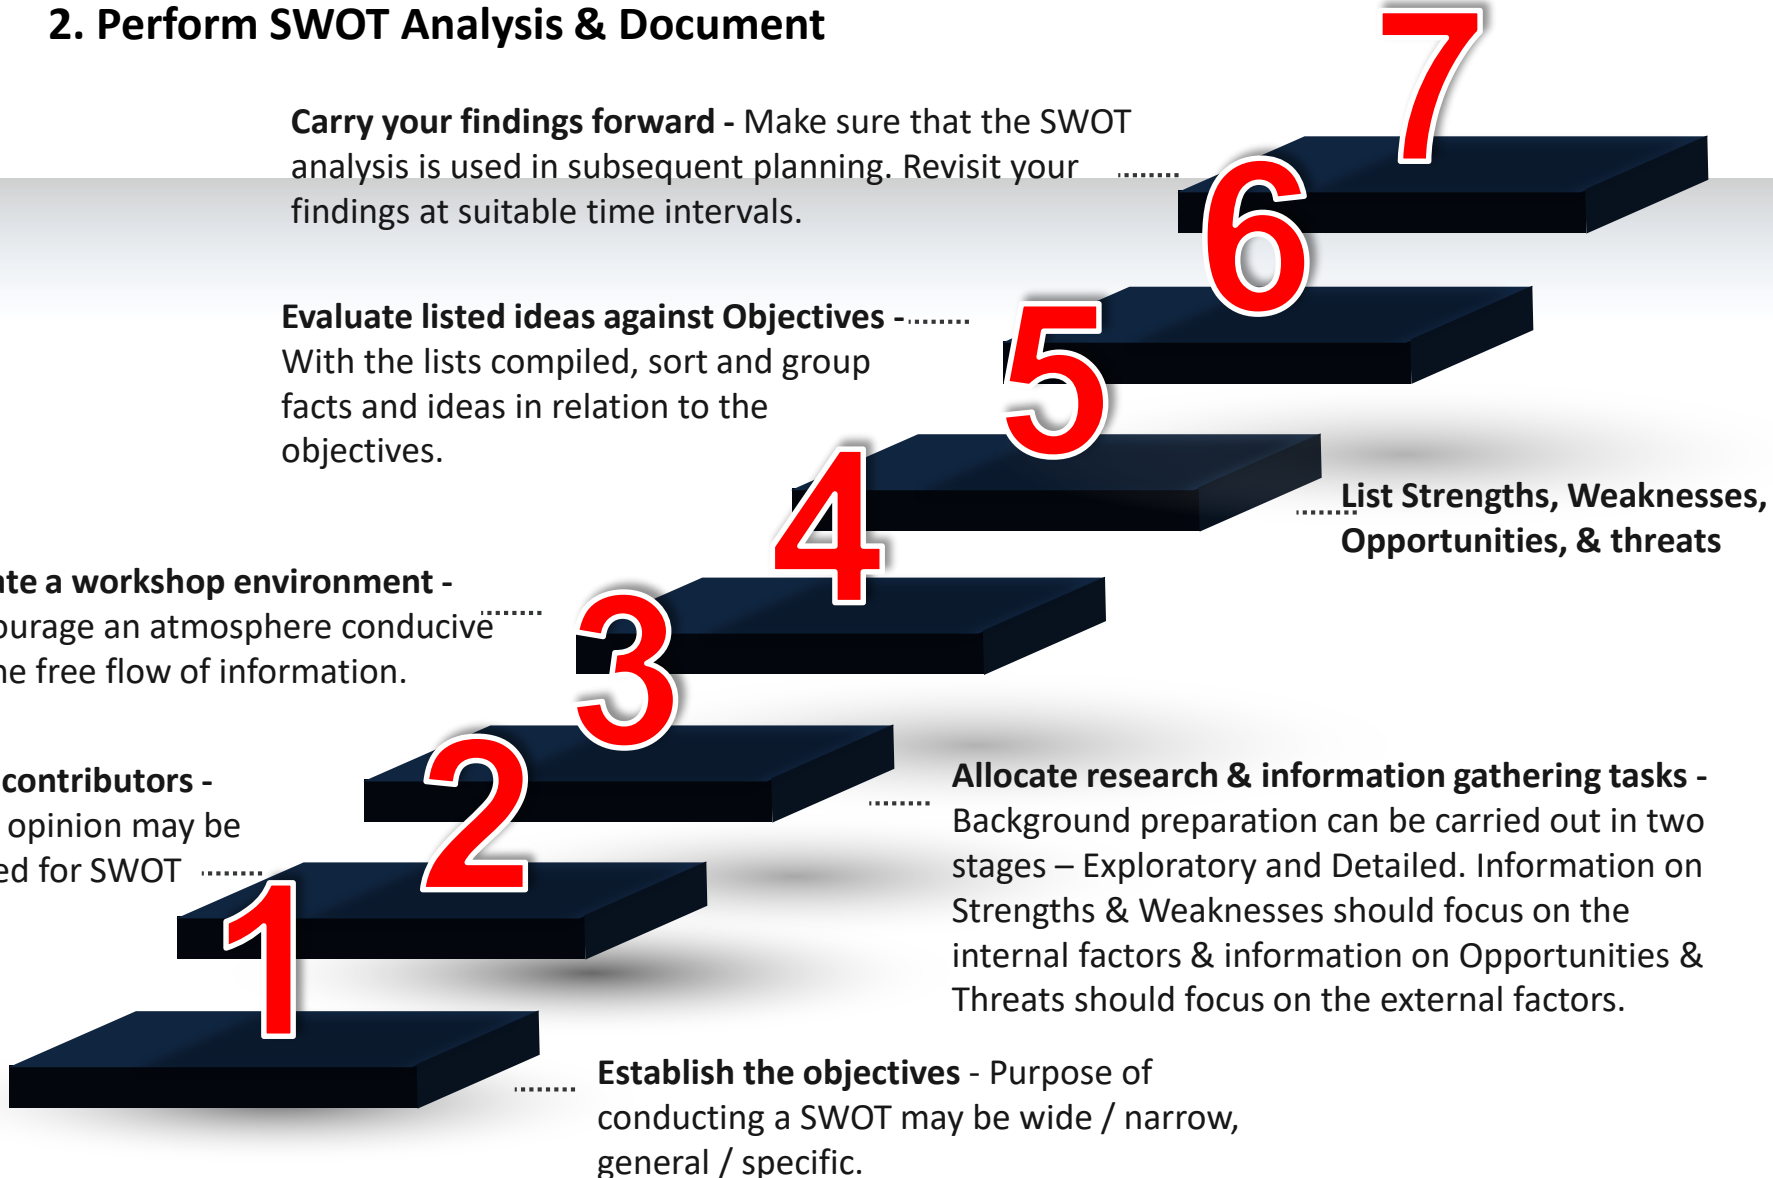 2. Perform SWOT Analysis & Document
7
Carry your findings forward - Make sure that the SWOT
analysis is used in subsequent planning. Revisit your
findings at suitable time intervals.
6
Evaluate listed ideas against Objectives -
With the lists compiled, sort and group
facts and ideas in relation to the
objectives.
5
List Strengths, Weaknesses,
Opportunities, & threats
4
a workshop environment -
an atmosphere conducive
free flow of information.
3
Allocate research & information gathering tasks -
Background preparation can be carried out in two
stages – Exploratory and Detailed. Information on
Strengths & Weaknesses should focus on the
internal factors & information on Opportunities &
Threats should focus on the external factors.
2
contributors -
opinion may be
for SWOT
1
Establish the objectives - Purpose of
conducting a SWOT may be wide / narrow,
general / specific.